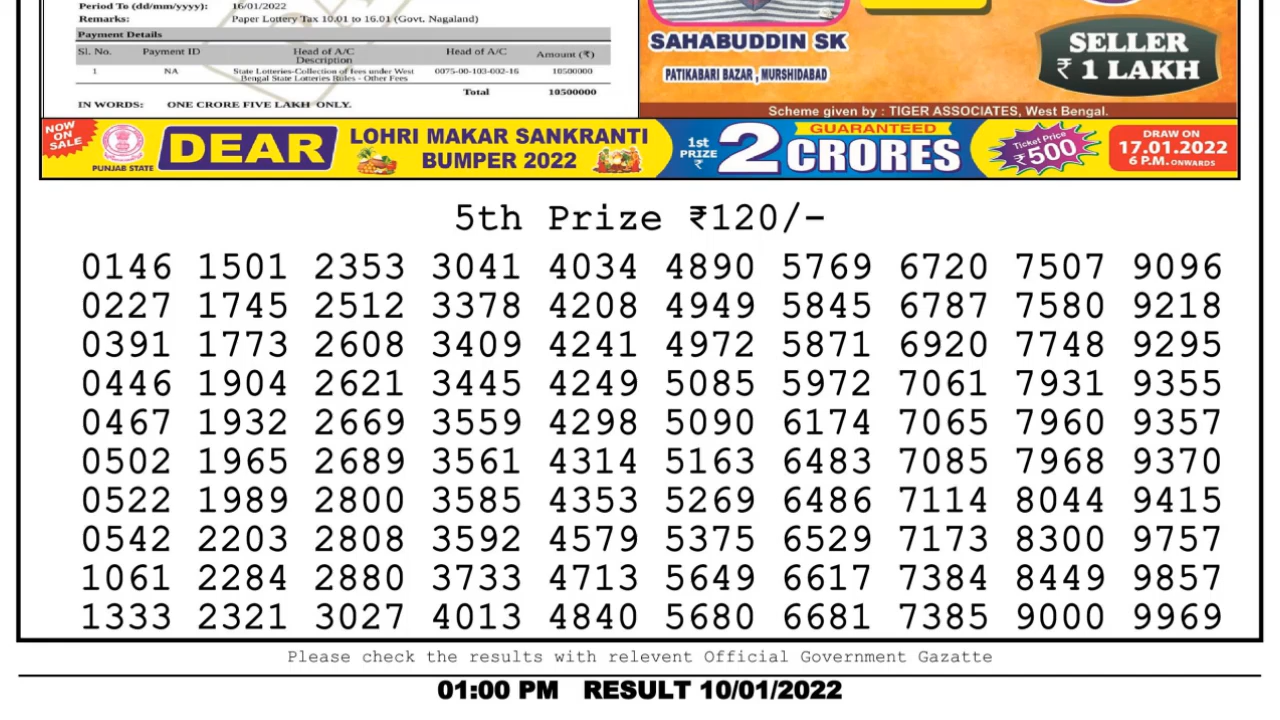 Period To (dd/mm/yyyy): 16/01/2022
Remarks: Paper Lottery Tax 10.01 to 16.01 (Govt. Nagaland)
Payment Details
Sl. No. Payment ID Head of A/C Description Head of A/C Amount (₹)
1 NA State Lotteries-Collection of fees under West Bengal State Lotteries Rules - Other Fees 0075-00-103-002-16 10500000
Total 10500000
IN WORDS: ONE CRORE FIVE LAKH ONLY.
SAHABUDDIN SK
PATIKABARI BAZAR , MURSHIDABAD
SELLER
₹ 1 LAKH
Scheme given by : TIGER ASSOCIATES, West Bengal.
NOW ON SALE
PUNJAB STATE
DEAR
LOHRI MAKAR SANKRANTI
BUMPER 2022
1st PRIZE ₹
2 CRORES
GUARANTEED
Ticket Price
₹500
DRAW ON
17.01.2022
6 P.M. ONWARDS
5th Prize ₹120/-
0146 1501 2353 3041 4034 4890 5769 6720 7507 9096
0227 1745 2512 3378 4208 4949 5845 6787 7580 9218
0391 1773 2608 3409 4241 4972 5871 6920 7748 9295
0446 1904 2621 3445 4249 5085 5972 7061 7931 9355
0467 1932 2669 3559 4298 5090 6174 7065 7960 9357
0502 1965 2689 3561 4314 5163 6483 7085 7968 9370
0522 1989 2800 3585 4353 5269 6486 7114 8044 9415
0542 2203 2808 3592 4579 5375 6529 7173 8300 9757
1061 2284 2880 3733 4713 5649 6617 7384 8449 9857
1333 2321 3027 4013 4840 5680 6681 7385 9000 9969
Please check the results with relevent Official Government Gazatte
01:00 PM RESULT 10/01/2022